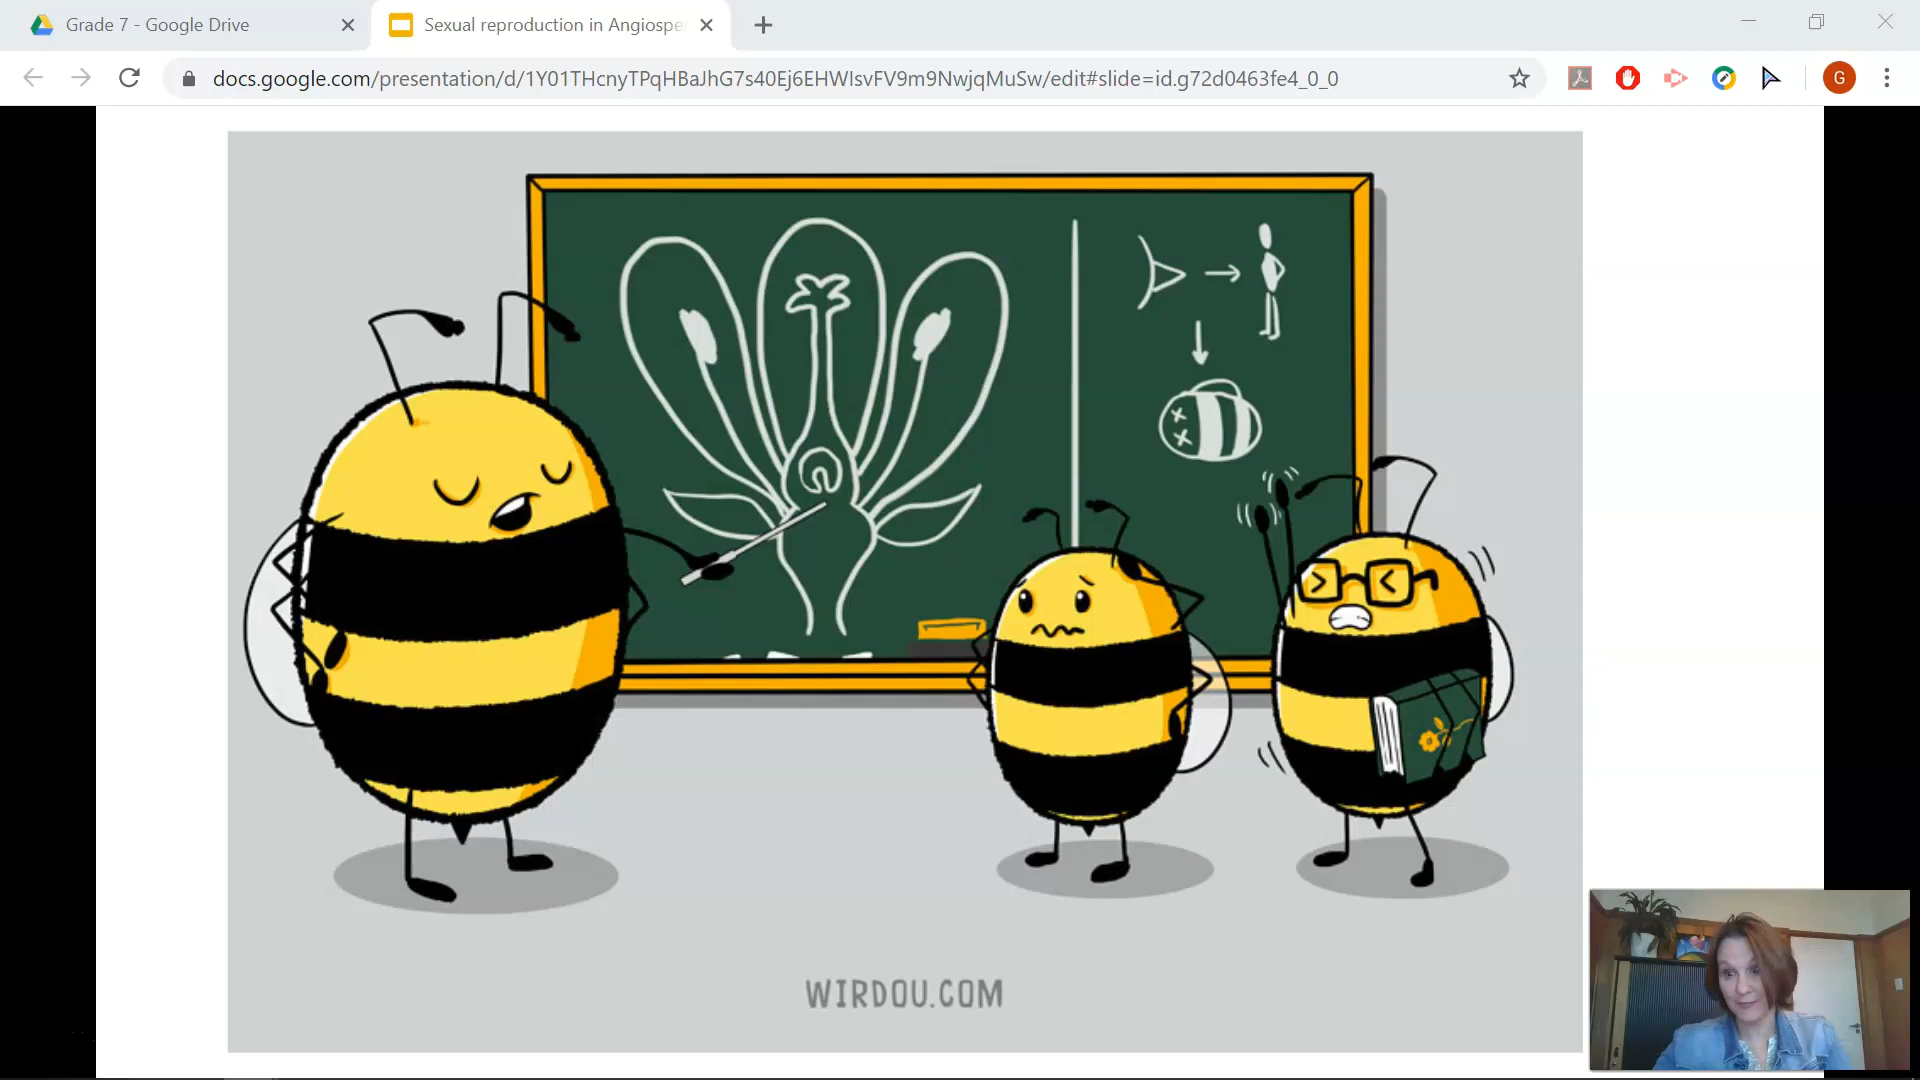 Grade 7 - Google Drive
Sexual reproduction in Angiospe
docs.google.com/presentation/d/1Y01THcnyTPqHBaJhG7s40Ej6EHWIsvFV9m9NwjqMuSw/edit#slide=id.g72d0463fe4_0_0
G
WIRDOU.COM